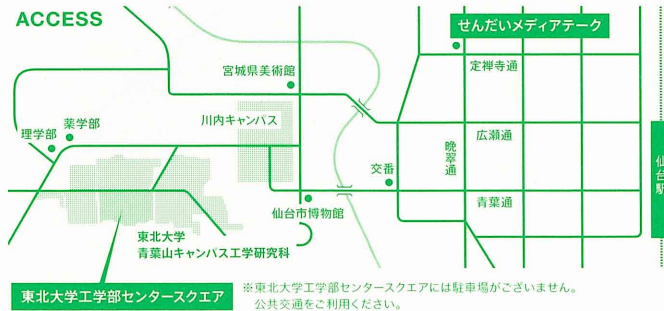 ACCESS
せんだいメディアテーク
定禅寺通
宮城県美術館
川内キャンパス
薬学部
理学部
広瀬通
晩翠通
仙台駅
交番
青葉通
仙台市博物館
東北大学
青葉山キャンパス工学研究科
東北大学工学部センタースクエア
※東北大学工学部センタースクエアには駐車場がございません。
公共交通をご利用ください。